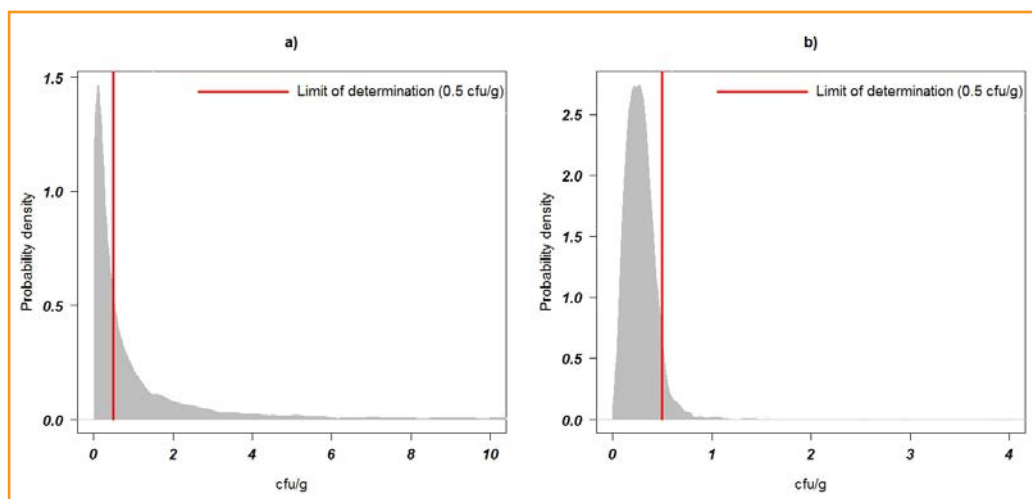 a)
Limit of determination (0.5 cfu/g)
1.5
1.0
0.5
0.0
Probability density
0 2 4 6 8 10
cfu/g
b)
Limit of determination (0.5 cfu/g)
2.5
2.0
1.5
1.0
0.5
0.0
Probability density
0 1 2 3 4
cfu/g